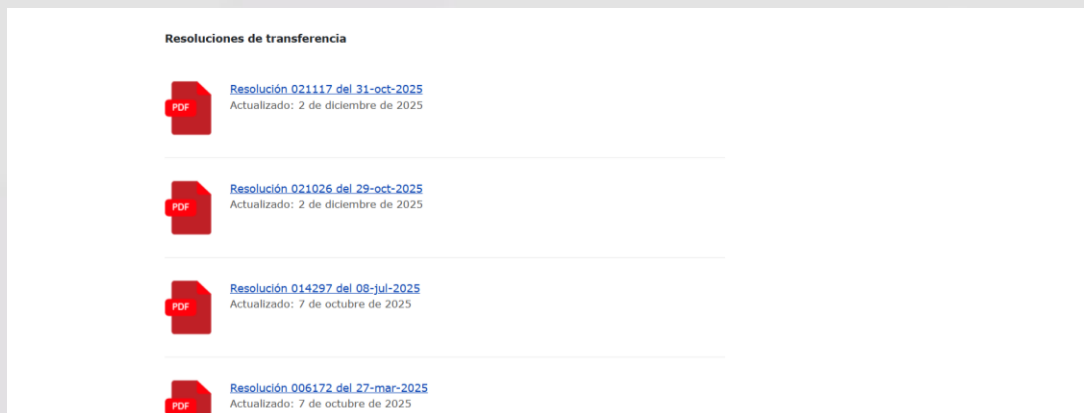 Resoluciones de transferencia
PDF
Resolución 021117 del 31-oct-2025
Actualizado: 2 de diciembre de 2025
PDF
Resolución 021026 del 29-oct-2025
Actualizado: 2 de diciembre de 2025
PDF
Resolución 014297 del 08-jul-2025
Actualizado: 7 de octubre de 2025
PDF
Resolución 006172 del 27-mar-2025
Actualizado: 7 de octubre de 2025